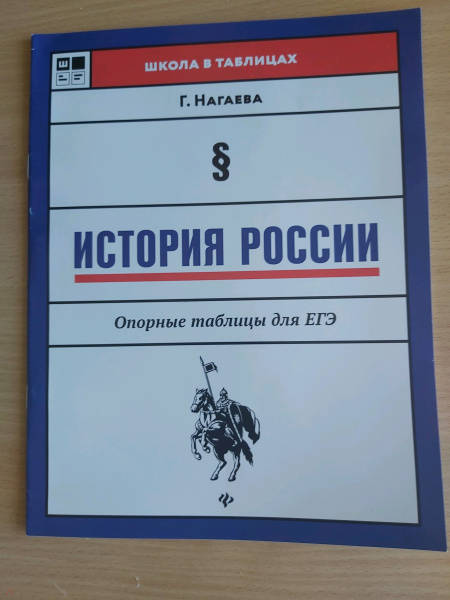 ШКОЛА В ТАБЛИЦАХ
Г. НАГАЕВА
§
ИСТОРИЯ РОССИИ
Опорные таблицы для ЕГЭ